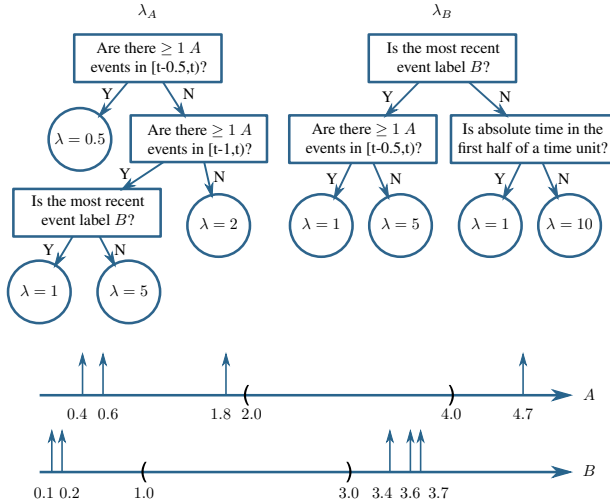 λ_A
λ_B
Are there ≥ 1 A
events in [t-0.5,t)?
Is the most recent
event label B?
Y
N
Y
N
λ = 0.5
Are there ≥ 1 A
events in [t-1,t)?
Are there ≥ 1 A
events in [t-0.5,t)?
Is absolute time in the
first half of a time unit?
Y
N
Y
N
Y
N
Is the most recent
event label B?
λ = 2
λ = 1
λ = 5
λ = 1
λ = 10
Y
N
λ = 1
λ = 5
( ( A
0.4 0.6 1.8 2.0 4.0 4.7
( ( B
0.1 0.2 1.0 3.0 3.4 3.6 3.7